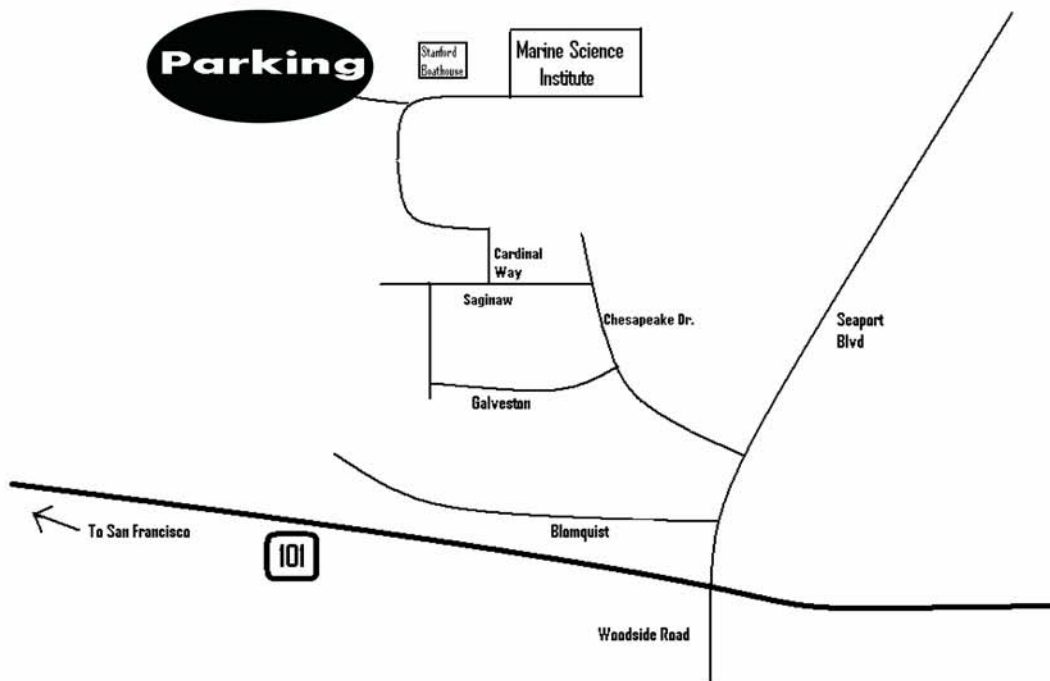 Parking
Stanford
Boathouse
Marine Science
Institute
Cardinal
Way
Saginaw
Chesapeake Dr.
Seaport
Blvd
Galveston
To San Francisco
101
Blomquist
Woodside Road